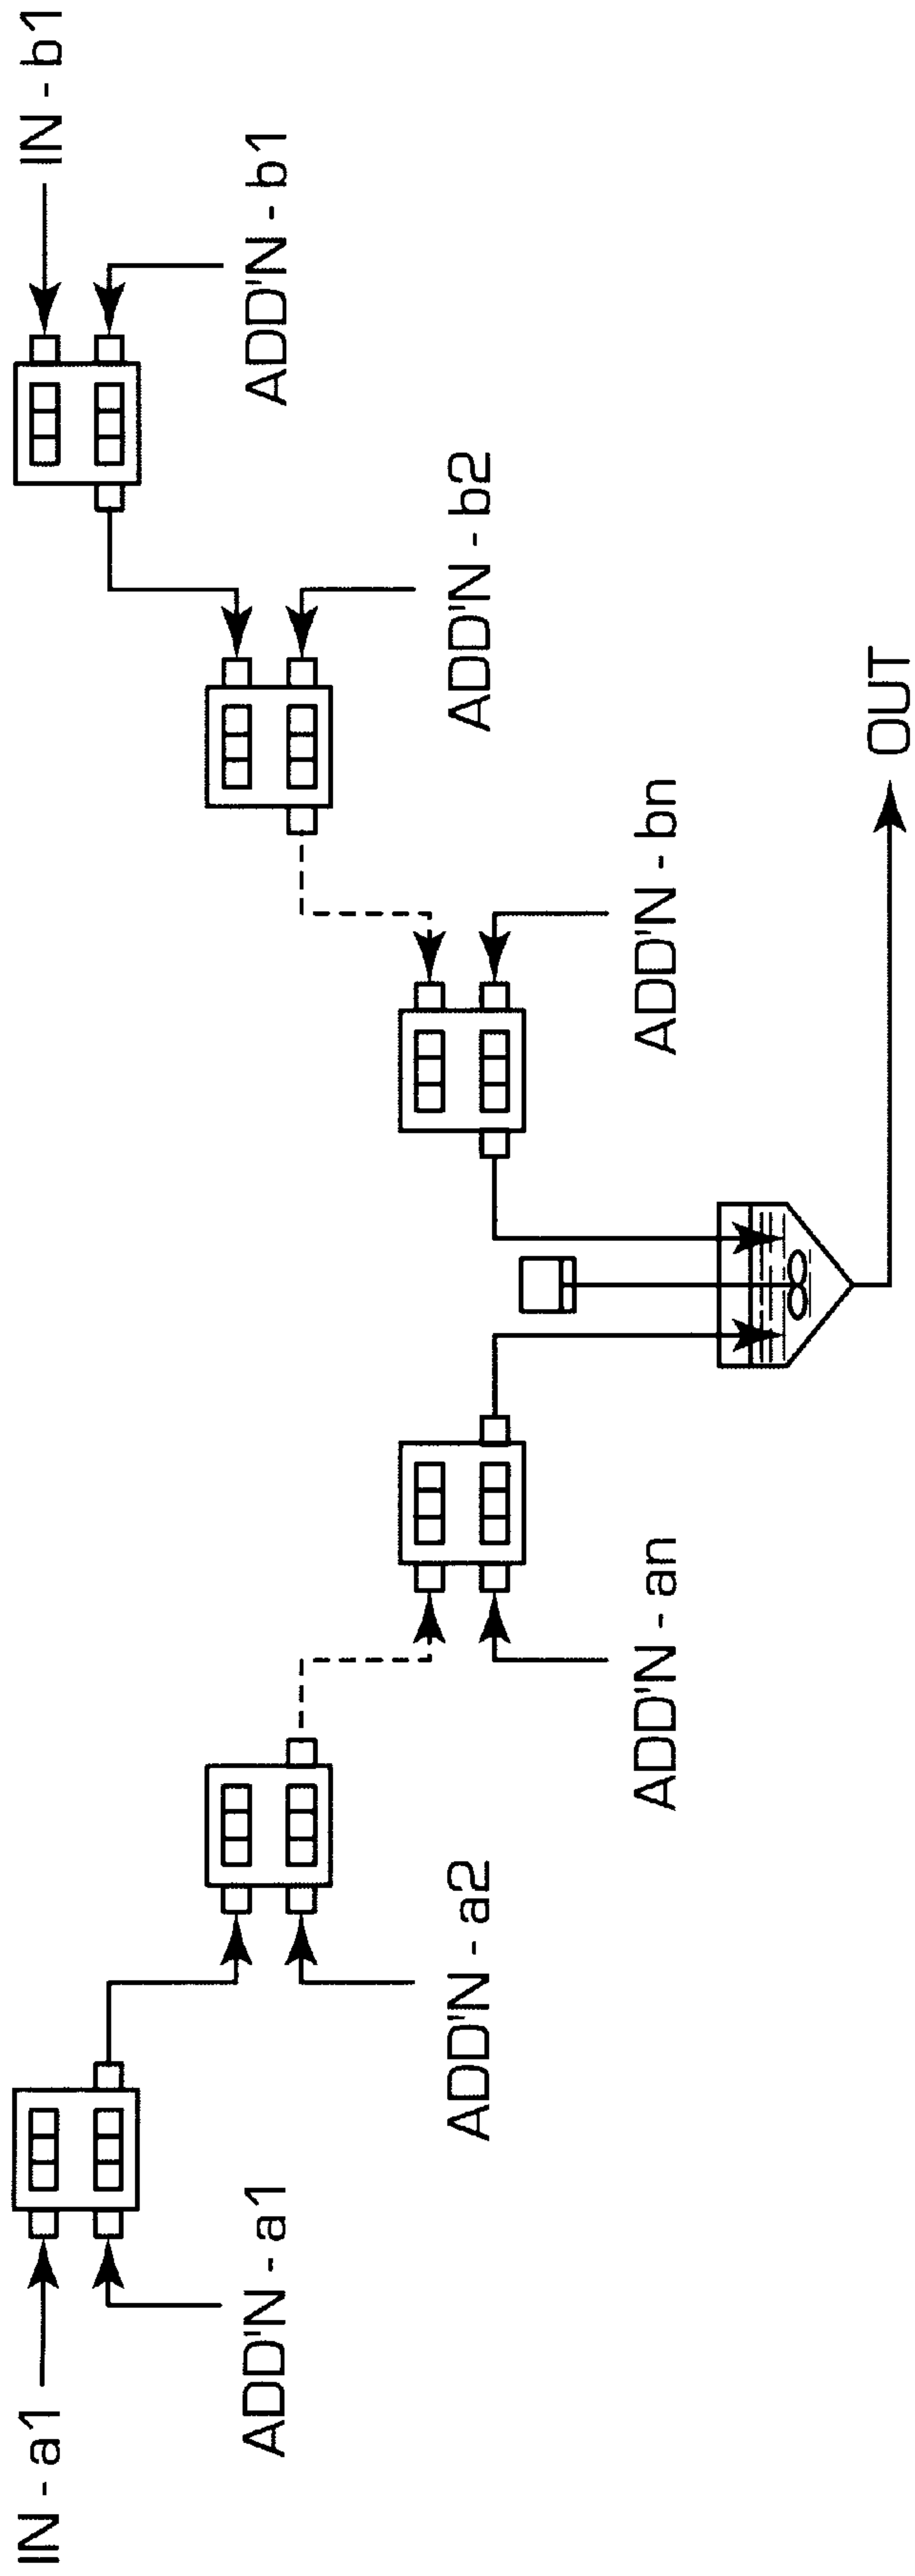 IN - a1
IN - b1
ADD'N - a1
ADD'N - b1
ADD'N - a2
ADD'N - b2
ADD'N - an
ADD'N - bn
OUT